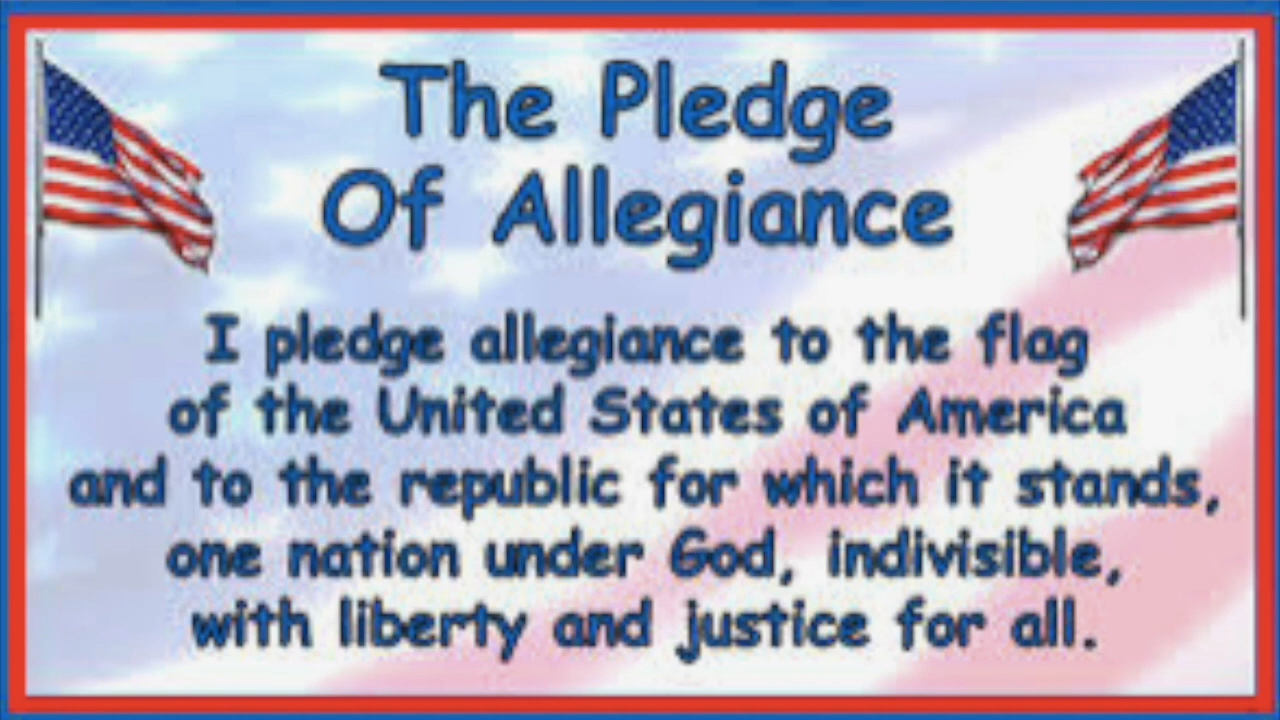 The Pledge
Of Allegiance
I pledge allegiance to the flag
of the United States of America
and to the republic for which it stands,
one nation under God, indivisible,
with liberty and justice for all.